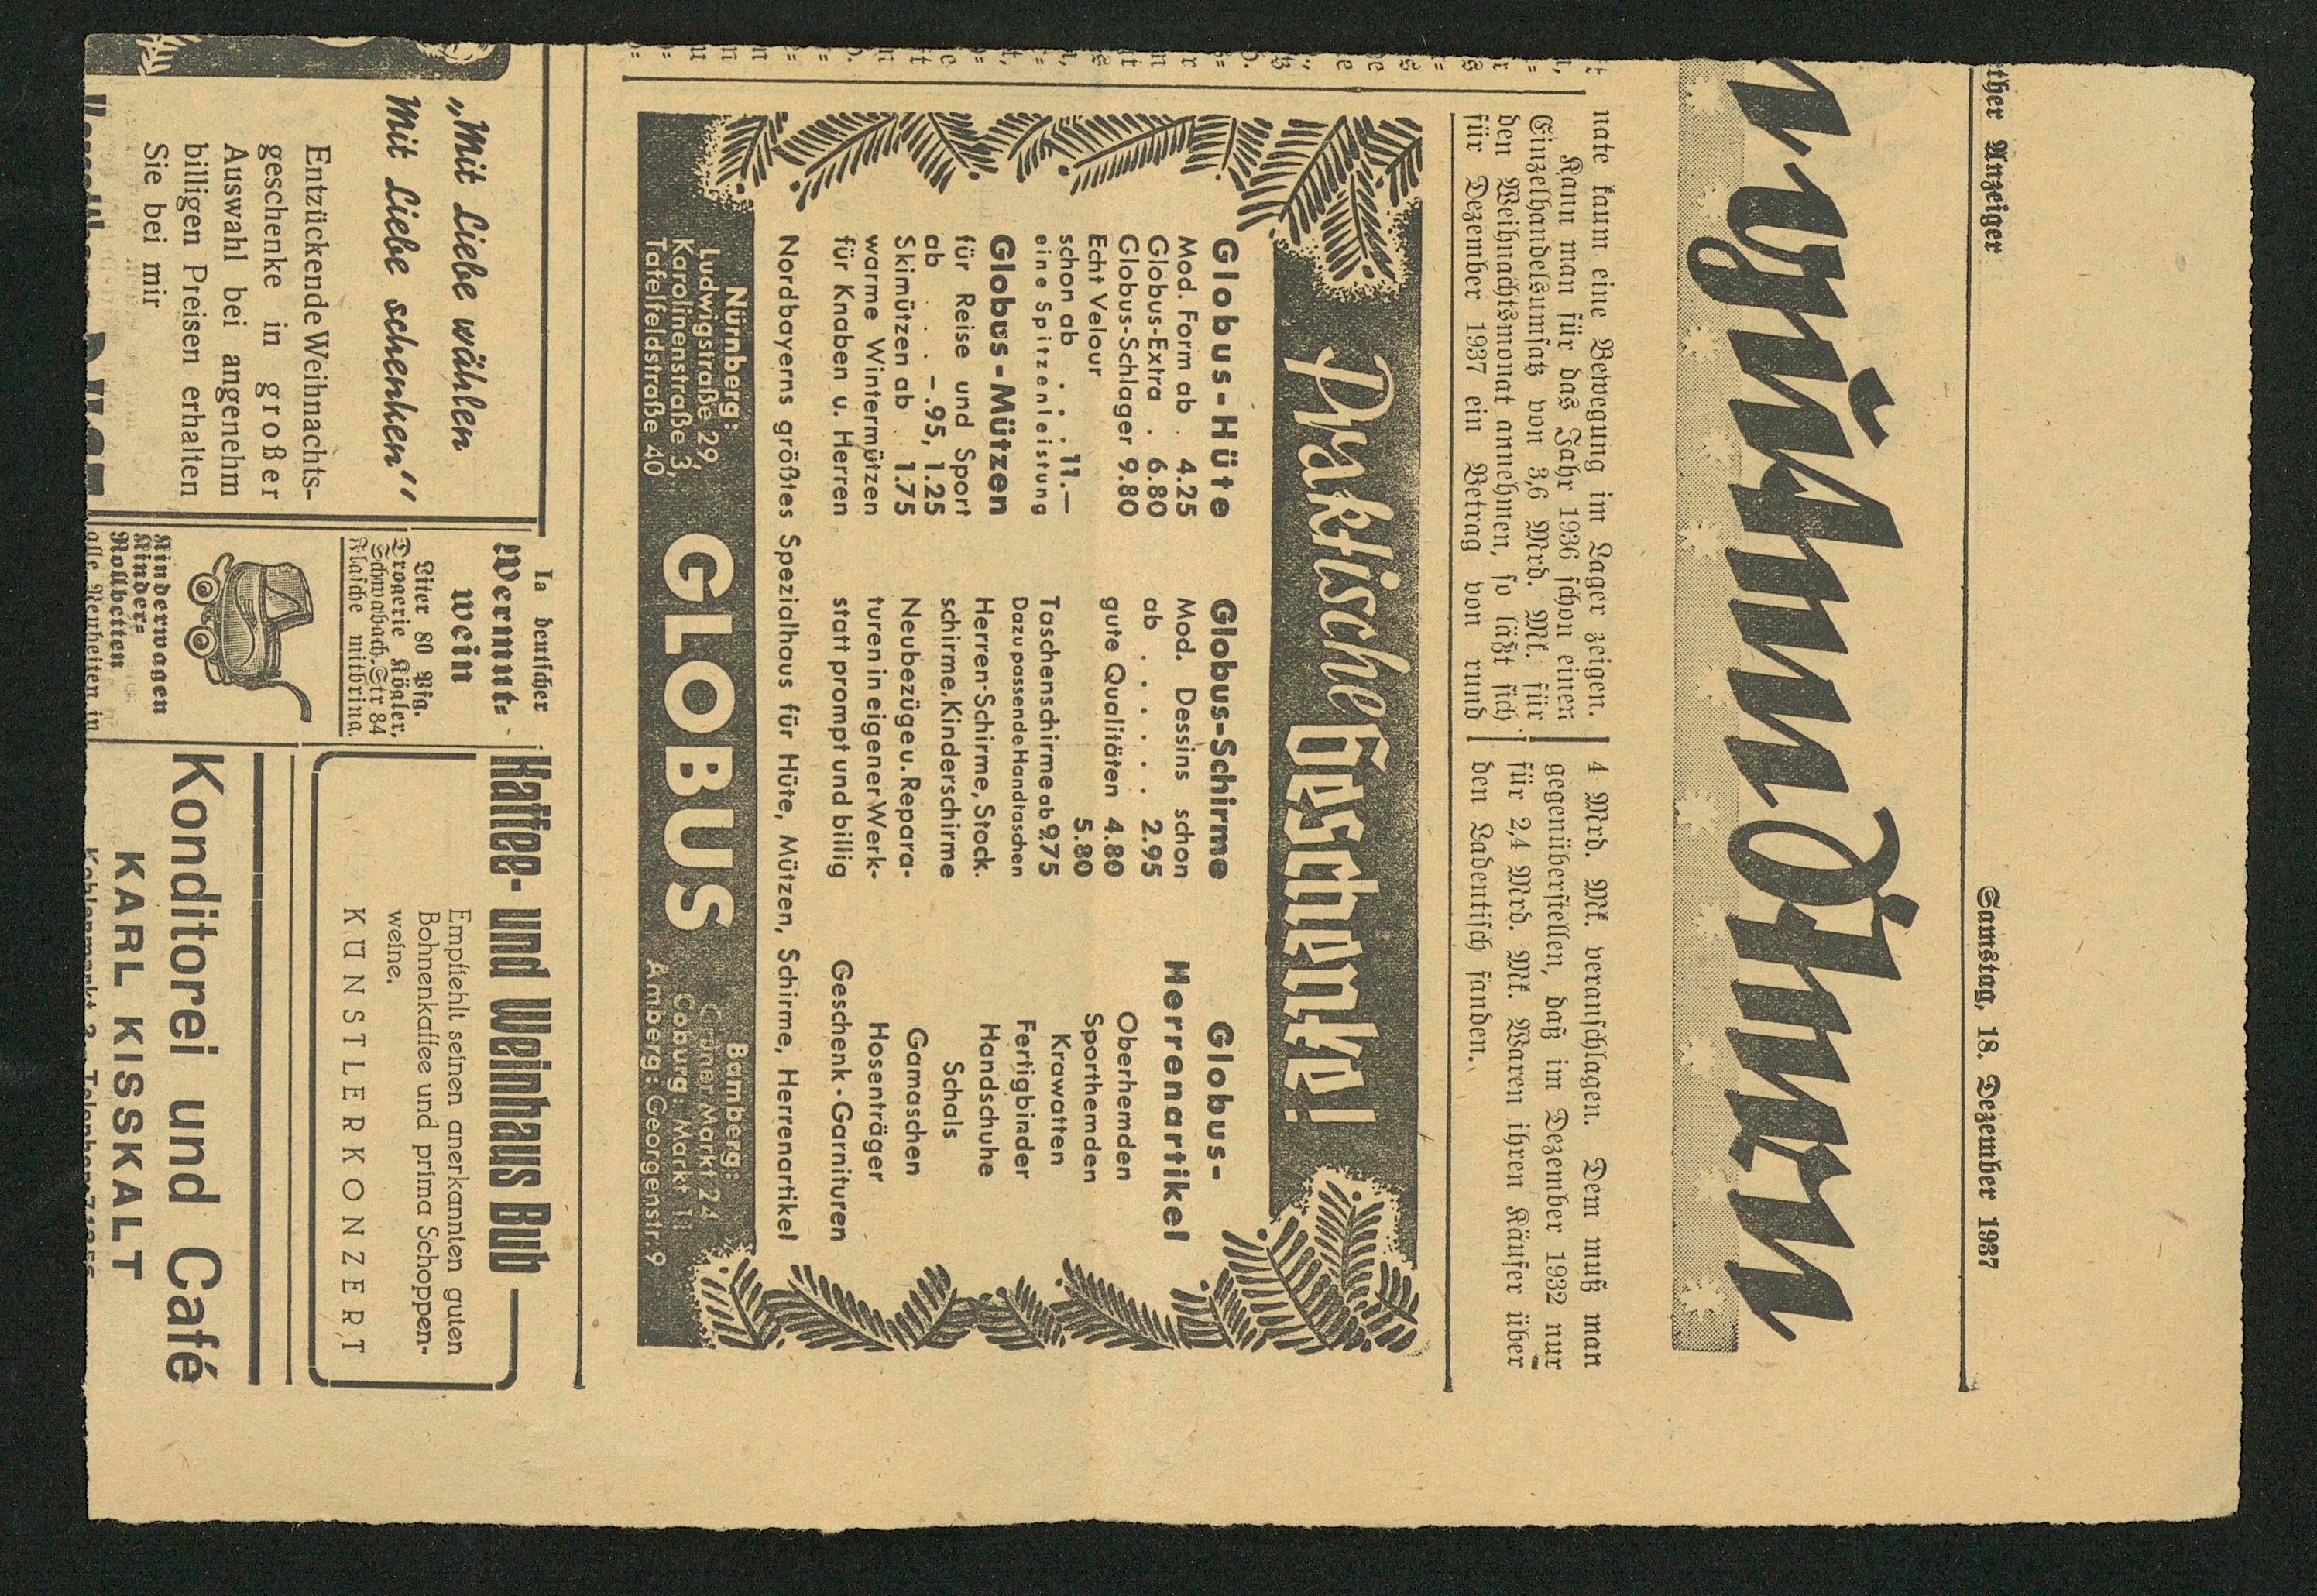 ther Anzeiger
Samstag, 18. Dezember 1937
nate kaum eine Bewegung im Lager zeigen.
Kann man für das Jahr 1936 schon einen
Einzelhandelsumsatz von 3,6 Mrd. Mk. für
den Weihnachtsmonat annehmen, so läßt sich
für Dezember 1937 ein Betrag von rund
4 Mrd. Mk. veranschlagen. Dem muß man
gegenüberstellen, daß im Dezember 1932 nur
für 2,4 Mrd. Mk. Waren ihren Käufer über
den Ladentisch fanden.
Praktische Geschenke!
Globus-Hüte
Mod. Form ab . 4.25
Globus-Extra . 6.80
Globus-Schlager 9.80
Echt Velour
schon ab . . . 11.—
eine Spitzenleistung
Globus-Mützen
für Reise und Sport
ab . . . –.95, 1.25
Skimützen ab . 1.75
warme Wintermützen
für Knaben u. Herren
Globus-Schirme
Mod. Dessins schon
ab . . . . . . 2.95
gute Qualitäten 4.80
5.80
Taschenschirme ab 9.75
Dazu passende Handtaschen
Herren-Schirme, Stock-
schirme, Kinderschirme
Neubezüge u. Repara-
turen in eigener Werk-
statt prompt und billig
Globus-
Herrenartikel
Oberhemden
Sporthemden
Krawatten
Fertigbinder
Handschuhe
Schals
Gamaschen
Hosenträger
Geschenk-Garnituren
Nordbayerns größtes Spezialhaus für Hüte, Mützen, Schirme, Herrenartikel
Nürnberg:
Ludwigstraße 29,
Karolinenstraße 3,
Tafelfeldstraße 40
GLOBUS
Bamberg:
Grüner Markt 24
Coburg: Markt 11
Amberg: Georgenstr. 9
„Mit Liebe wählen
Mit Liebe schenken“
Entzückende Weihnachts-
geschenke in großer
Auswahl bei angenehm
billigen Preisen erhalten
Sie bei mir
Ia deutscher
Wermut-
wein
Liter 80 Pfg.
Drogerie Kögler,
Schwabach. Str 84
Flasche mitbring.
Kinderwagen
Kinder-
Rollbetten
alle Neuheiten in
Kaffee- und Weinhaus Bub
Empfiehlt seinen anerkannten guten
Bohnenkaffee und prima Schoppen-
weine.
KÜNSTLERKONZERT
Konditorei und Café
KARL KISSKALT
Kohlenmarkt